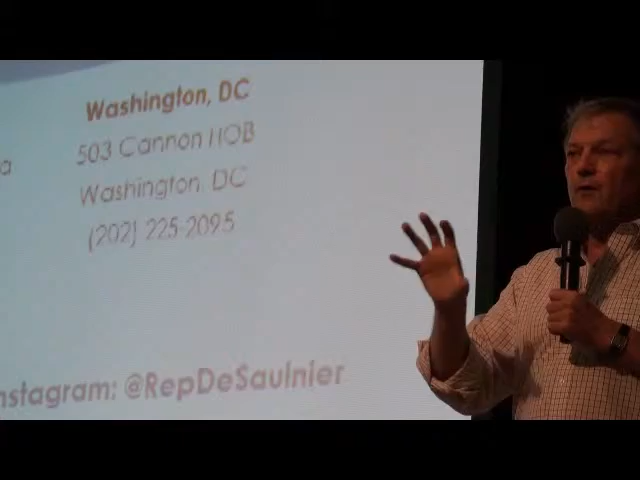 Washington, DC
503 Cannon HOB
a
Washington, DC
(202) 225-2095
nstagram: @RepDeSaulnier